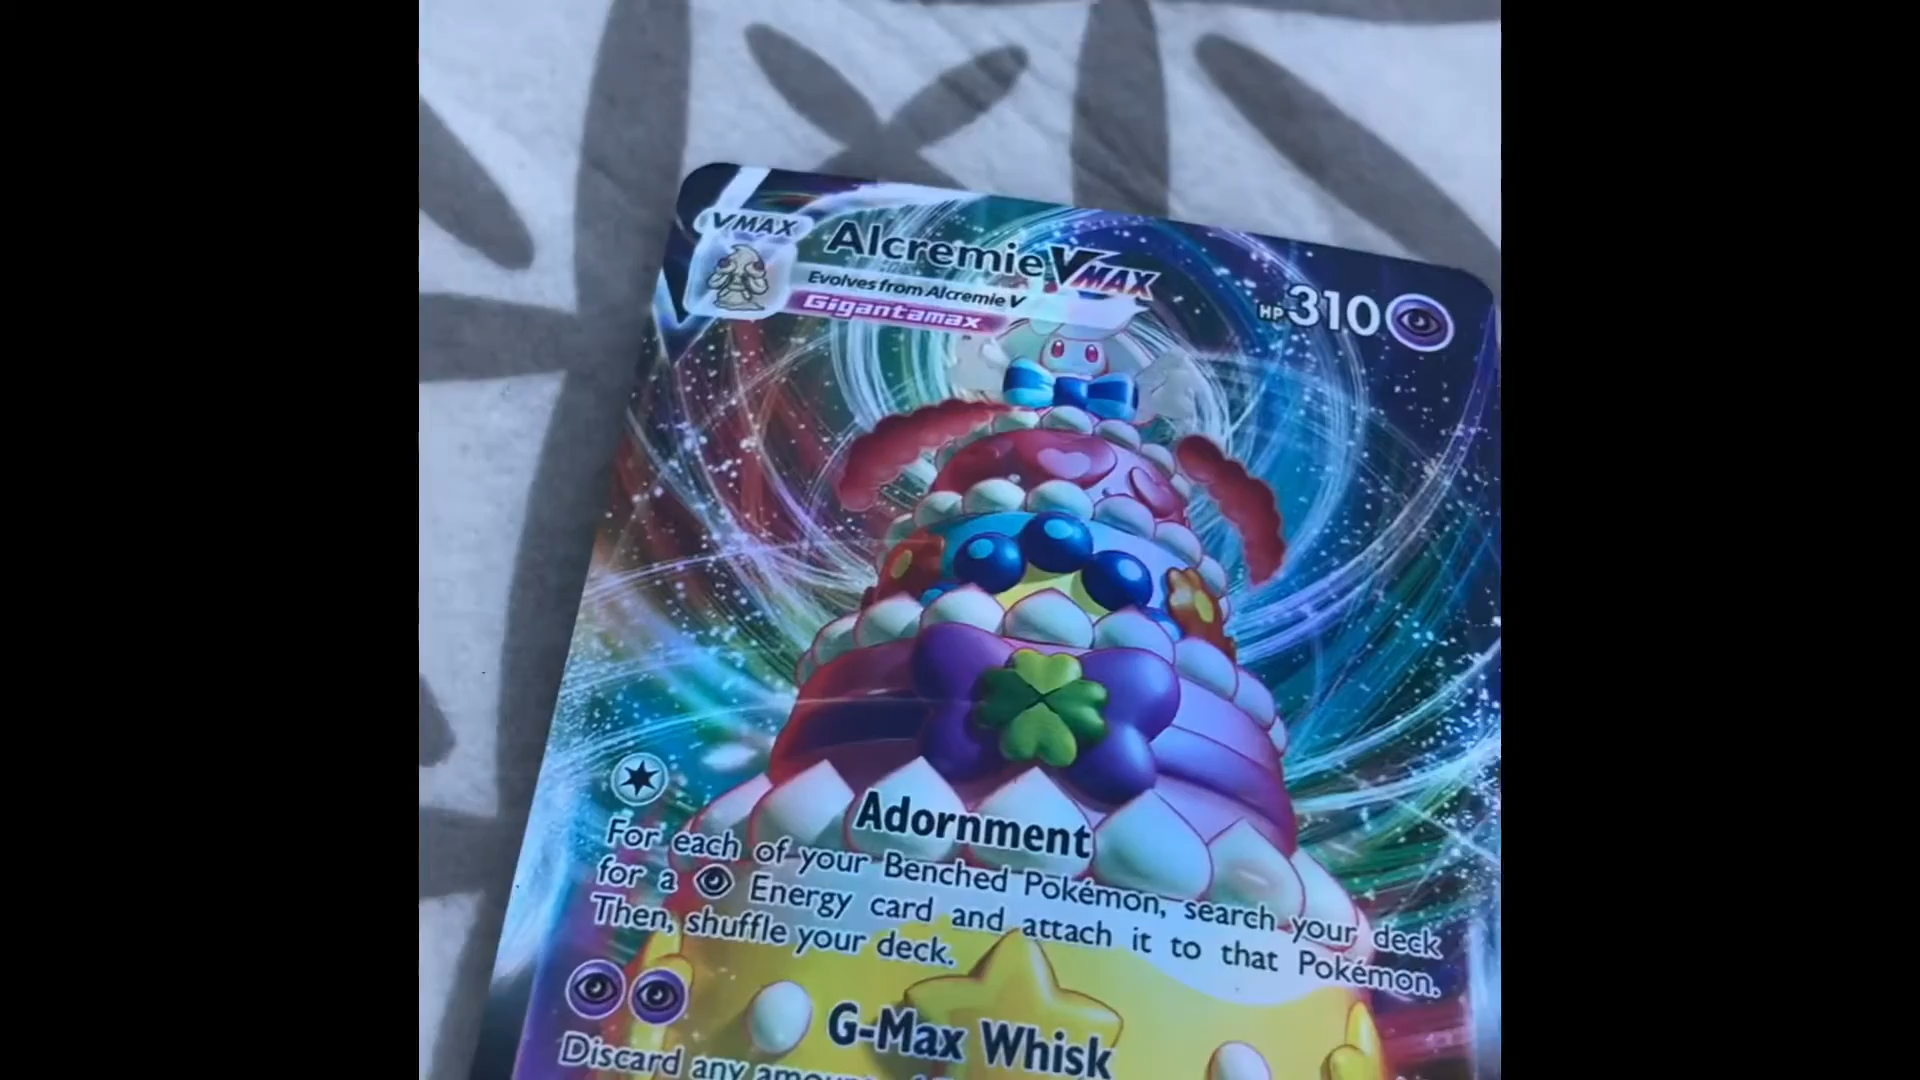 VMAX
Alcremie VMAX
Evolves from Alcremie V
Gigantamax
HP 310
Adornment
For each of your Benched Pokémon, search your deck
for a Energy card and attach it to that Pokémon.
Then, shuffle your deck.
G-Max Whisk
Discard any